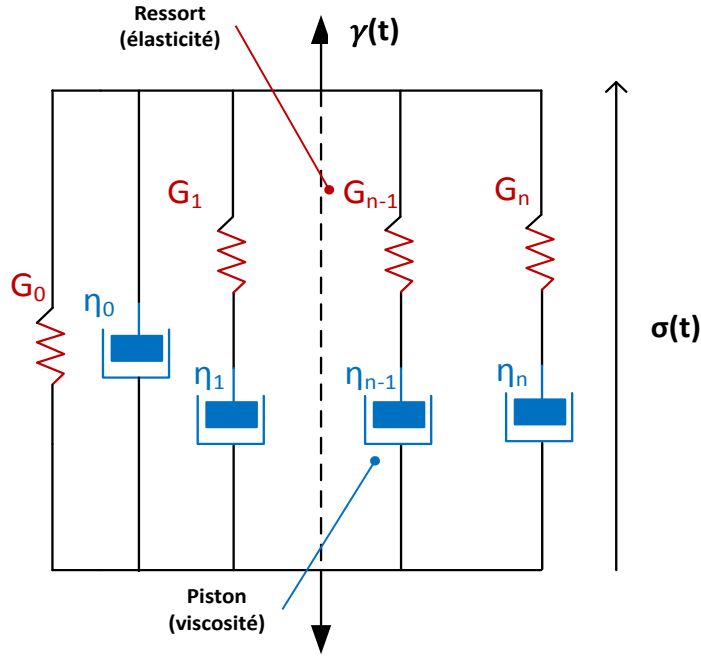 Ressort
(élasticité)
γ(t)
G₁
Gₙ₋₁
Gₙ
G₀
η₀
σ(t)
η₁
ηₙ₋₁
ηₙ
Piston
(viscosité)